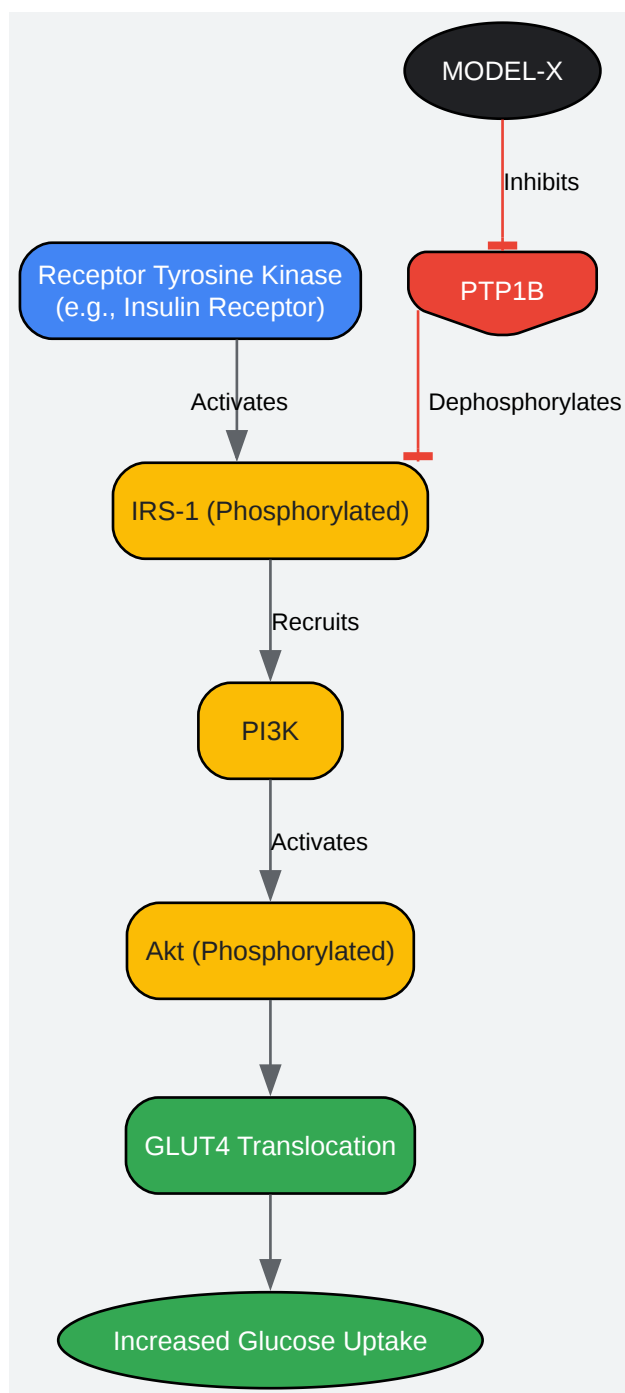 MODEL-X
Inhibits
Receptor Tyrosine Kinase
(e.g., Insulin Receptor)
PTP1B
Activates
Dephosphorylates
IRS-1 (Phosphorylated)
Recruits
PI3K
Activates
Akt (Phosphorylated)
GLUT4 Translocation
Increased Glucose Uptake